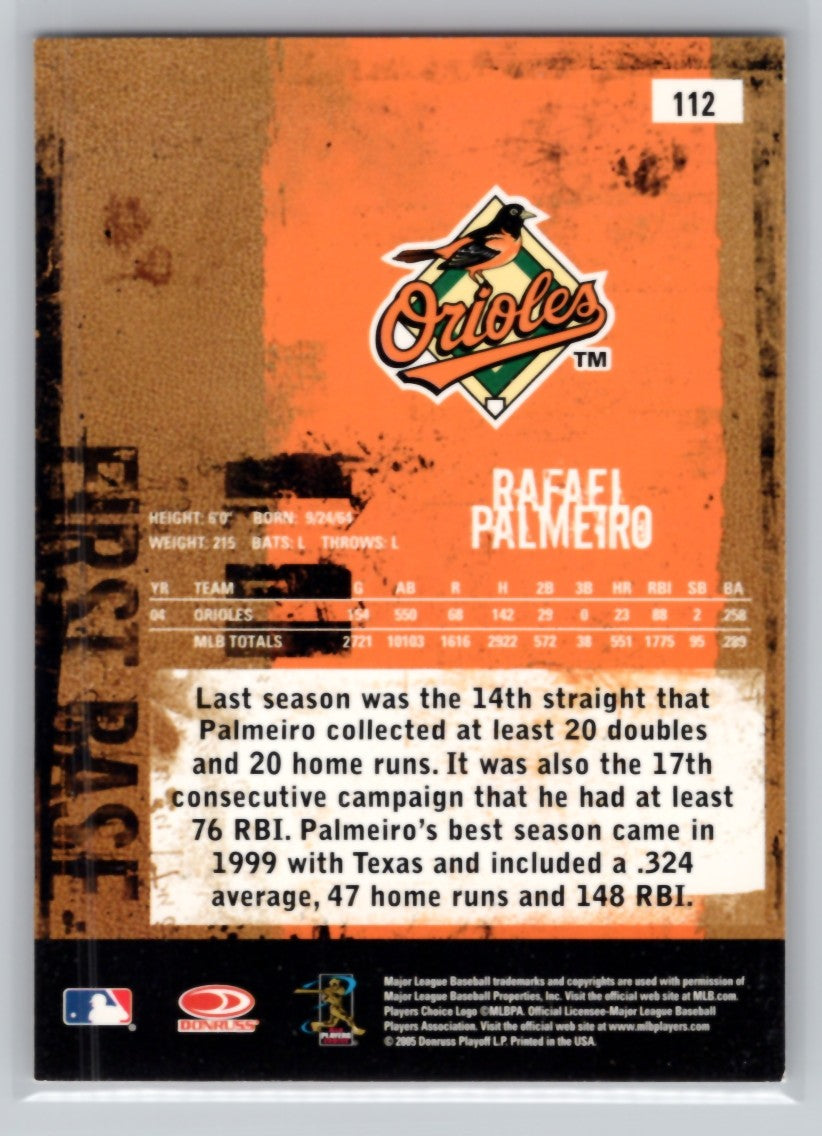 112
Orioles
TM
RAFAEL
PALMEIRO
HEIGHT: 6'0" BORN: 9/24/64
WEIGHT: 215 BATS: L THROWS: L
FIRST BASE
YR TEAM G AB R H 2B 3B HR RBI SB BA
04 ORIOLES 154 550 68 142 29 0 23 88 2 .258
MLB TOTALS 2721 10103 1616 2922 572 38 551 1775 95 .289
Last season was the 14th straight that
Palmeiro collected at least 20 doubles
and 20 home runs. It was also the 17th
consecutive campaign that he had at least
76 RBI. Palmeiro's best season came in
1999 with Texas and included a .324
average, 47 home runs and 148 RBI.
DONRUSS
PLAYERS
Major League Baseball trademarks and copyrights are used with permission of
Major League Baseball Properties, Inc. Visit the official web site at MLB.com.
Players Choice Logo ©MLBPA. Official Licensee-Major League Baseball
Players Association. Visit the official web site at www.mlbplayers.com.
© 2005 Donruss Playoff L.P. Printed in the USA.